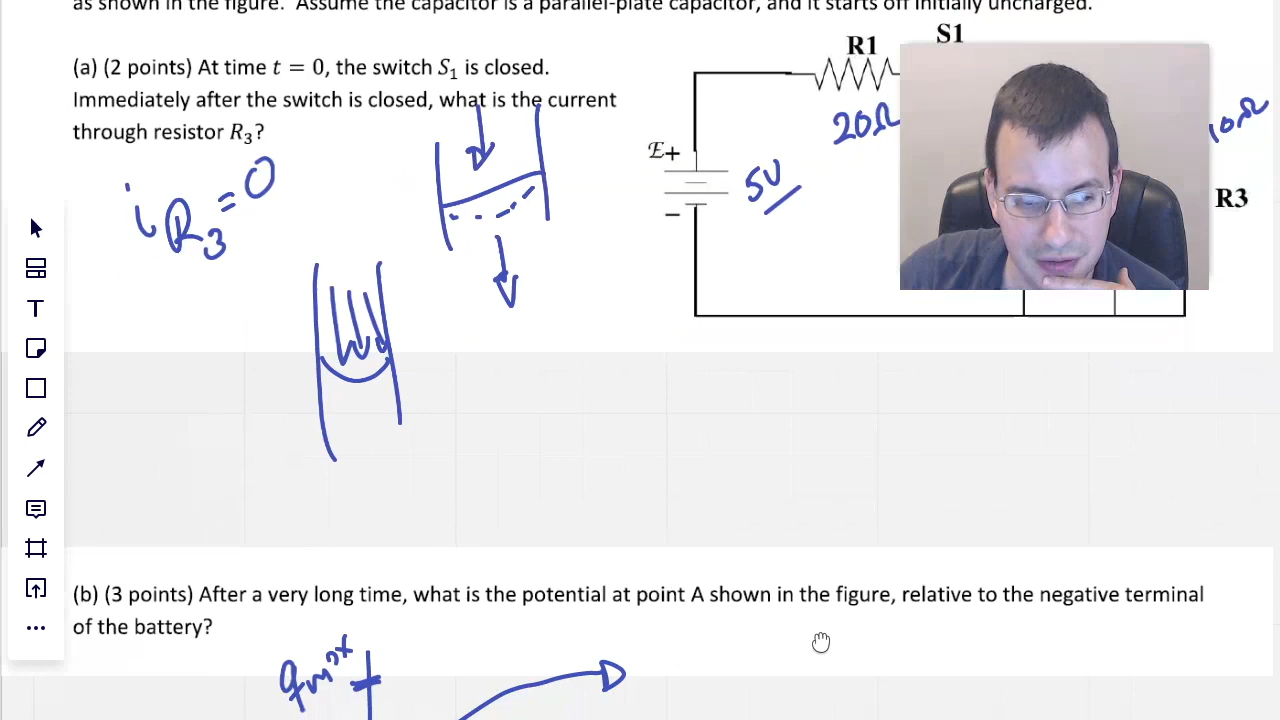 as shown in the figure. Assume the capacitor is a parallel-plate capacitor, and it starts off initially uncharged.
(a) (2 points) At time t = 0, the switch S₁ is closed.
Immediately after the switch is closed, what is the current
through resistor R₃?
R1
S1
20Ω
10Ω
ℰ+
5V
−
R3
i R₃ = 0
T
(b) (3 points) After a very long time, what is the potential at point A shown in the figure, relative to the negative terminal
of the battery?
qmax